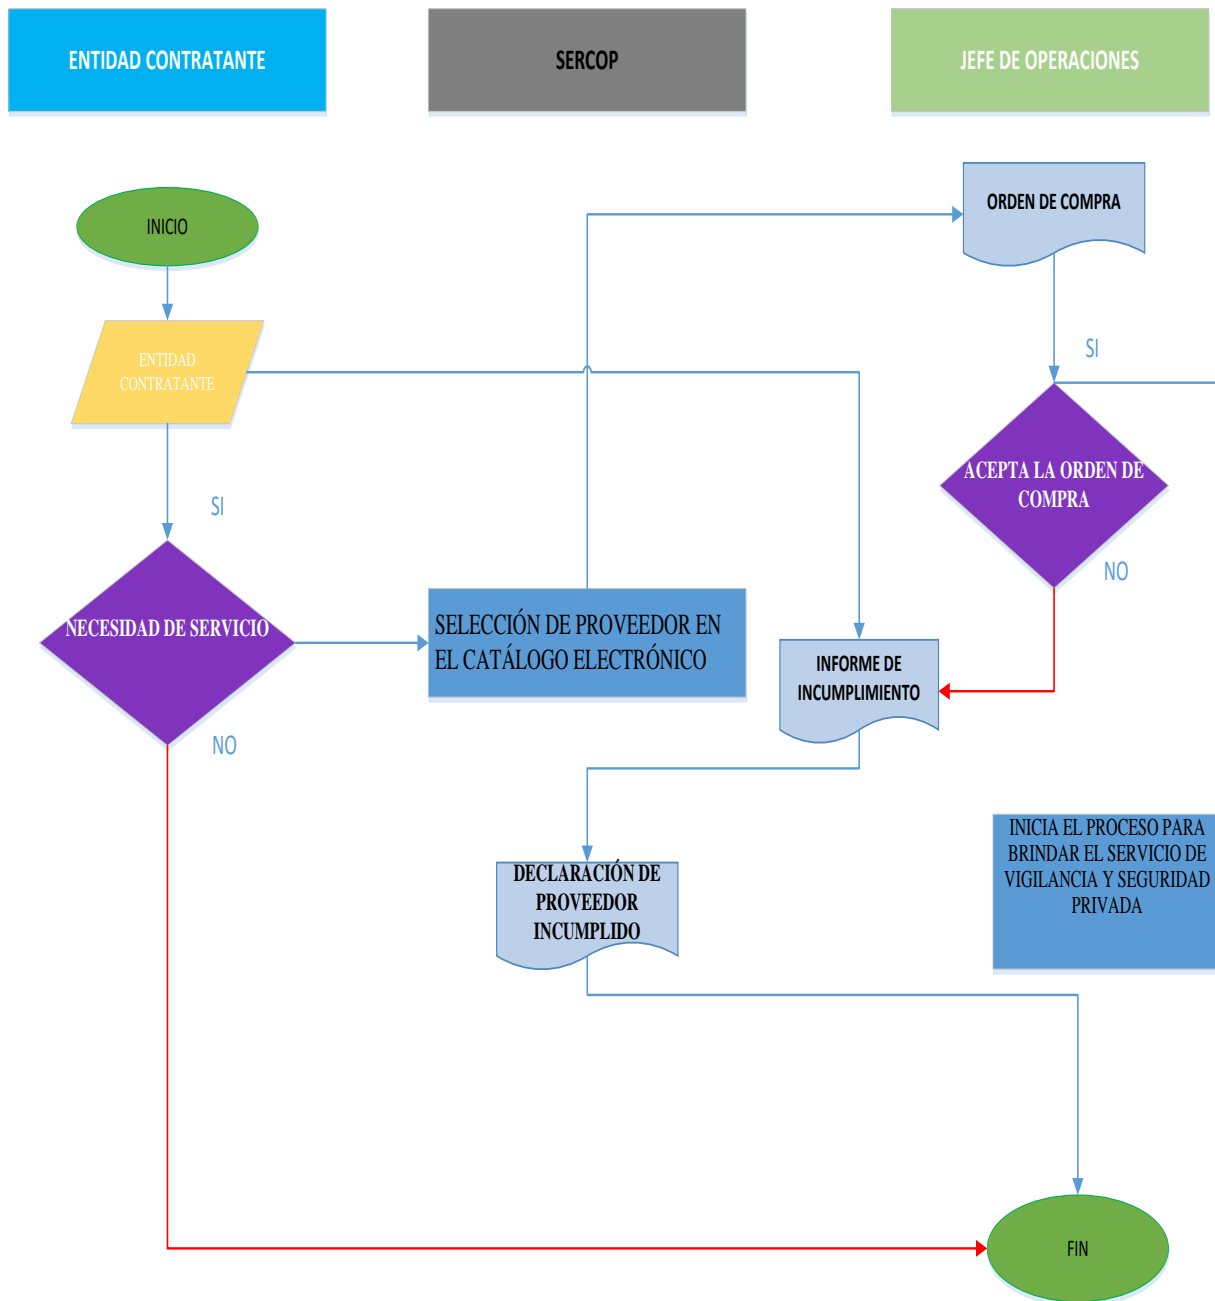 ENTIDAD CONTRATANTE
SERCOP
JEFE DE OPERACIONES
INICIO
ORDEN DE COMPRA
ENTIDAD
CONTRATANTE
SI
SI
ACEPTA LA ORDEN DE
COMPRA
NO
NECESIDAD DE SERVICIO
NO
SELECCIÓN DE PROVEEDOR EN
EL CATÁLOGO ELECTRÓNICO
INFORME DE
INCUMPLIMIENTO
DECLARACIÓN DE
PROVEEDOR
INCUMPLIDO
INICIA EL PROCESO PARA
BRINDAR EL SERVICIO DE
VIGILANCIA Y SEGURIDAD
PRIVADA
FIN